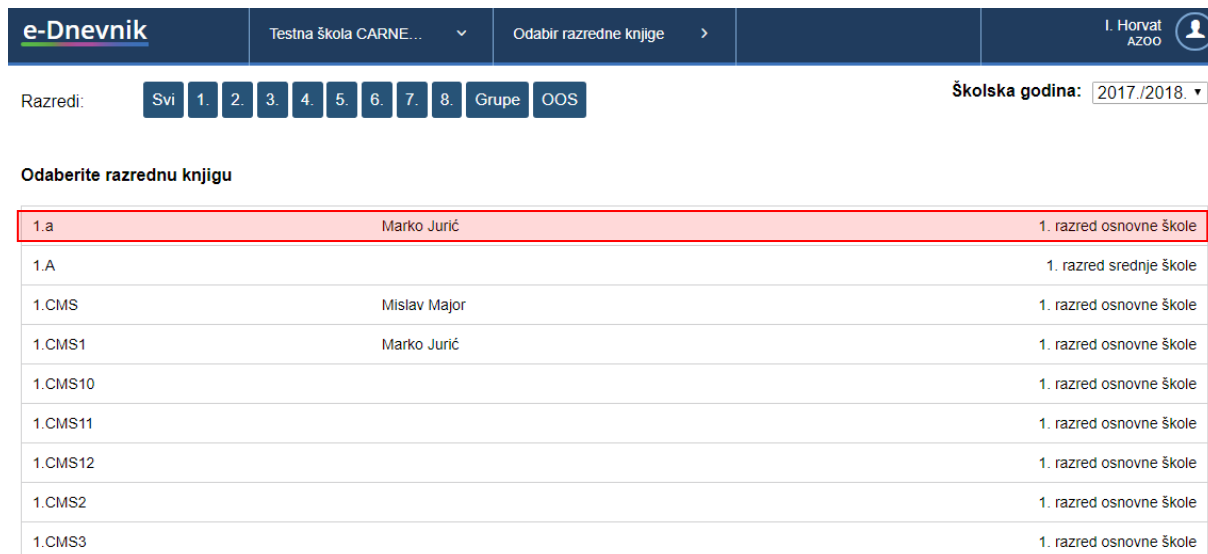 e-Dnevnik Testna škola CARNE... Odabir razredne knjige I. Horvat
AZOO
Razredi: Svi 1. 2. 3. 4. 5. 6. 7. 8. Grupe OOS Školska godina: 2017./2018.
Odaberite razrednu knjigu
1.a Marko Jurić 1. razred osnovne škole
1.A 1. razred srednje škole
1.CMS Mislav Major 1. razred osnovne škole
1.CMS1 Marko Jurić 1. razred osnovne škole
1.CMS10 1. razred osnovne škole
1.CMS11 1. razred osnovne škole
1.CMS12 1. razred osnovne škole
1.CMS2 1. razred osnovne škole
1.CMS3 1. razred osnovne škole